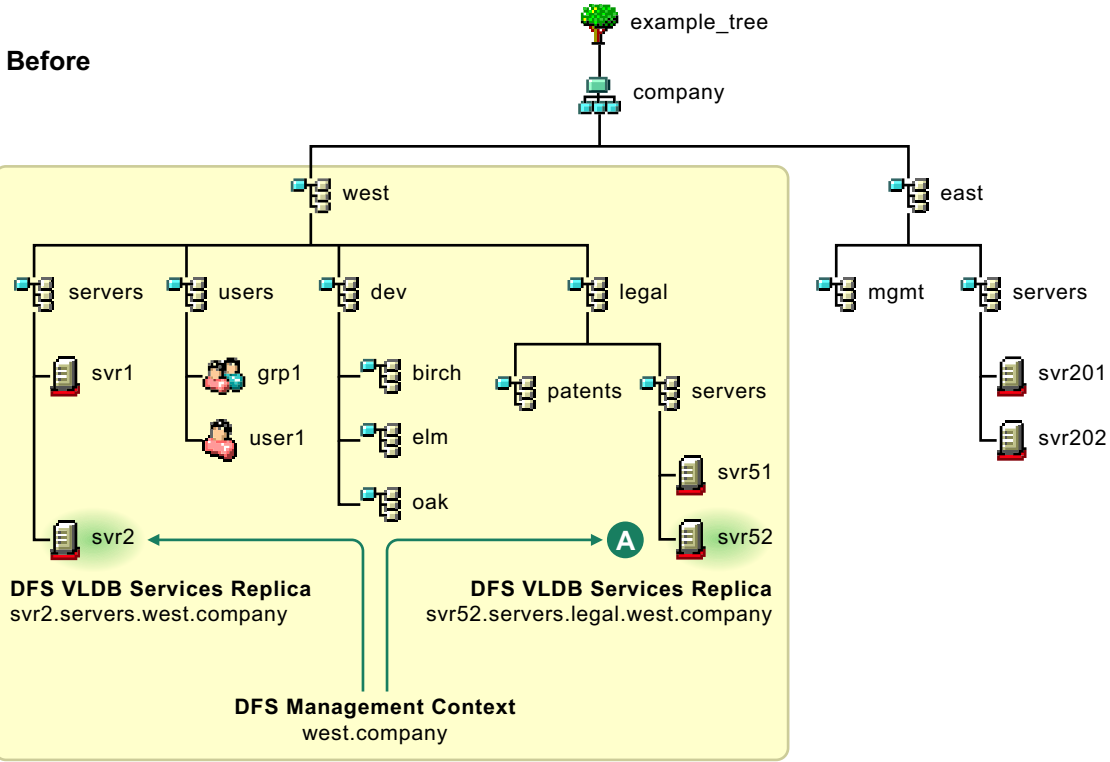 example_tree
Before
company
west
east
servers
users
dev
legal
mgmt
servers
svr1
grp1
birch
patents
servers
svr201
user1
elm
svr202
svr51
oak
svr2
A
svr52
DFS VLDB Services Replica
svr2.servers.west.company
DFS VLDB Services Replica
svr52.servers.legal.west.company
DFS Management Context
west.company